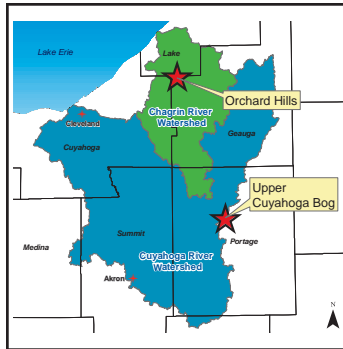 Lake Erie
Lake
Orchard Hills
Chagrin River
Watershed
Cleveland
Geauga
Cuyahoga
Upper
Cuyahoga Bog
Summit
Portage
Medina
Cuyahoga River
Watershed
Akron
N